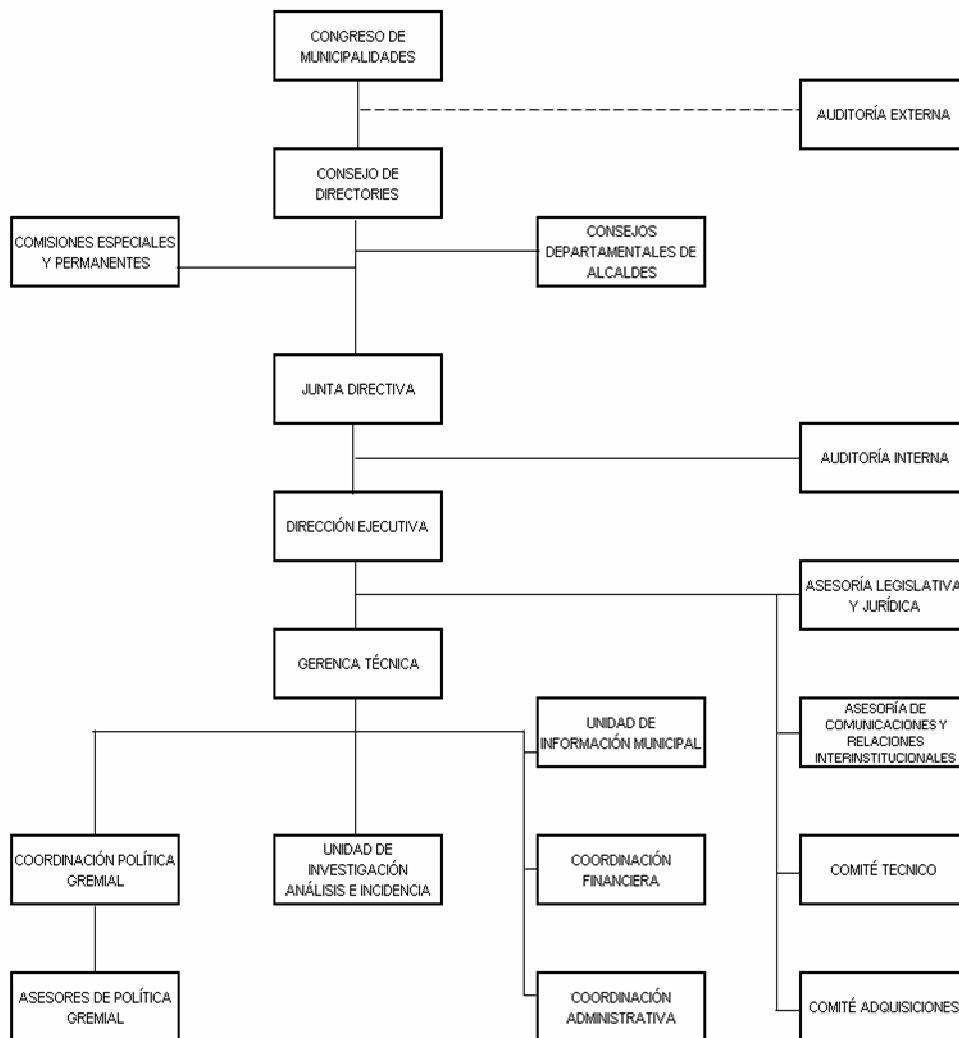 CONGRESO DE
MUNICIPALIDADES
AUDITORÍA EXTERNA
CONSEJO DE
DIRECTORIES
COMISIONES ESPECIALES
Y PERMANENTES
CONSEJOS
DEPARTAMENTALES DE
ALCALDES
JUNTA DIRECTIVA
AUDITORÍA INTERNA
DIRECCIÓN EJECUTIVA
ASESORÍA LEGISLATIVA
Y JURÍDICA
GERENCA TÉCNICA
UNIDAD DE
INFORMACIÓN MUNICIPAL
ASESORÍA DE
COMUNICACIONES Y
RELACIONES
INTERINSTITUCIONALES
COORDINACIÓN POLÍTICA
GREMIAL
UNIDAD DE
INVESTIGACIÓN
ANÁLISIS E INCIDENCIA
COORDINACIÓN
FINANCIERA
COMITÉ TECNICO
ASESORES DE POLÍTICA
GREMIAL
COORDINACIÓN
ADMINISTRATIVA
COMITÉ ADQUISICIONES